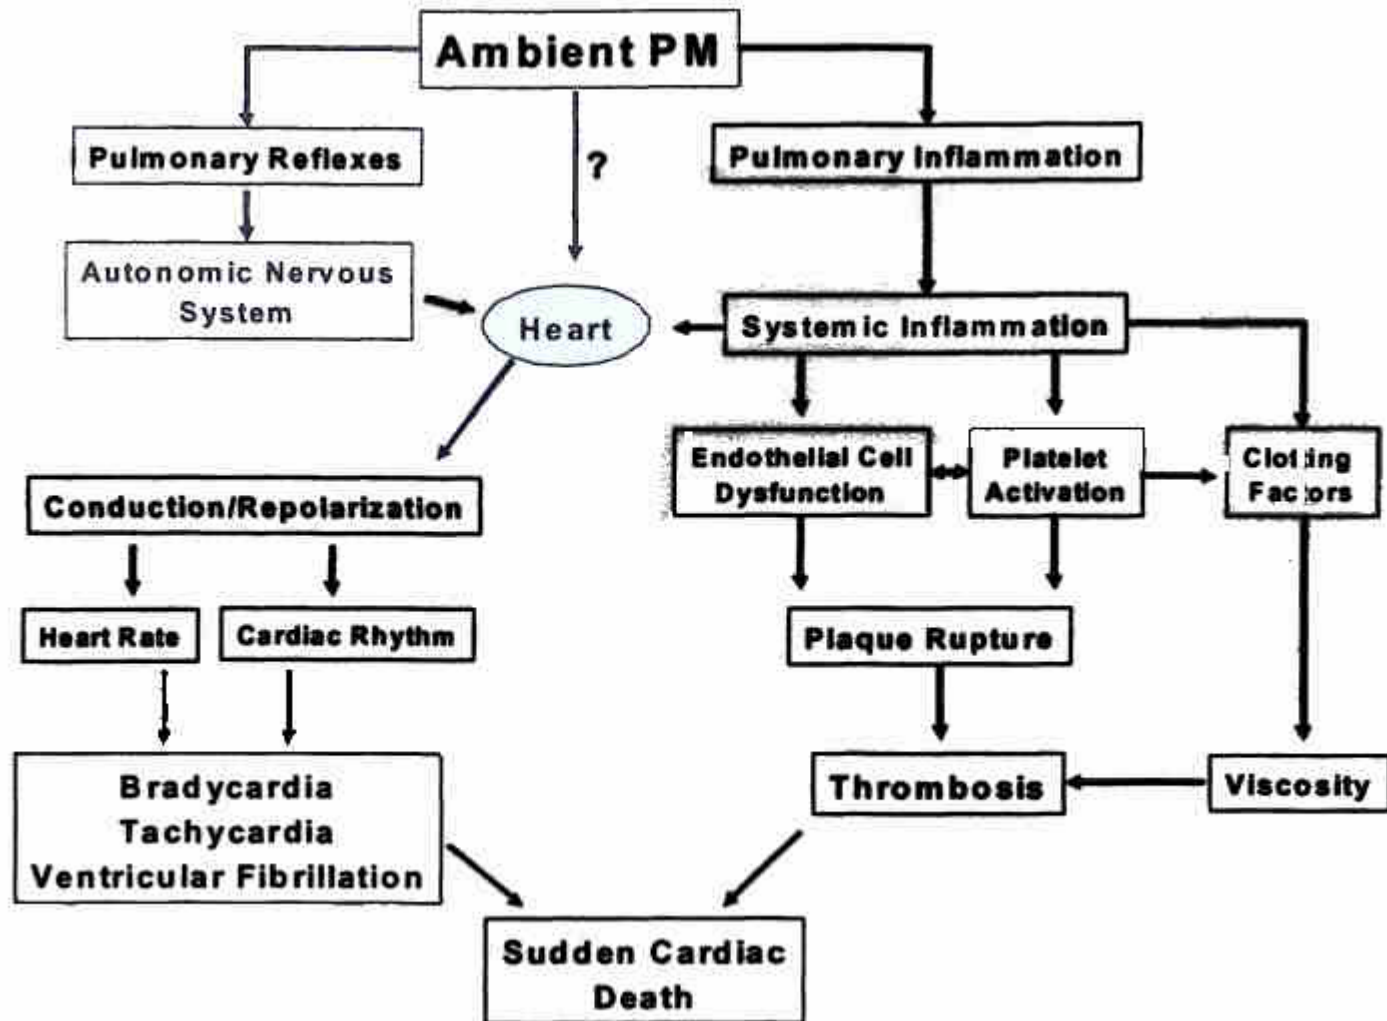 Ambient PM
Pulmonary Reflexes
?
Pulmonary Inflammation
Autonomic Nervous
System
Heart
Systemic Inflammation
Endothelial Cell
Dysfunction
Platelet
Activation
Clotting
Factors
Conduction/Repolarization
Heart Rate
Cardiac Rhythm
Plaque Rupture
Bradycardia
Tachycardia
Ventricular Fibrillation
Thrombosis
Viscosity
Sudden Cardiac
Death